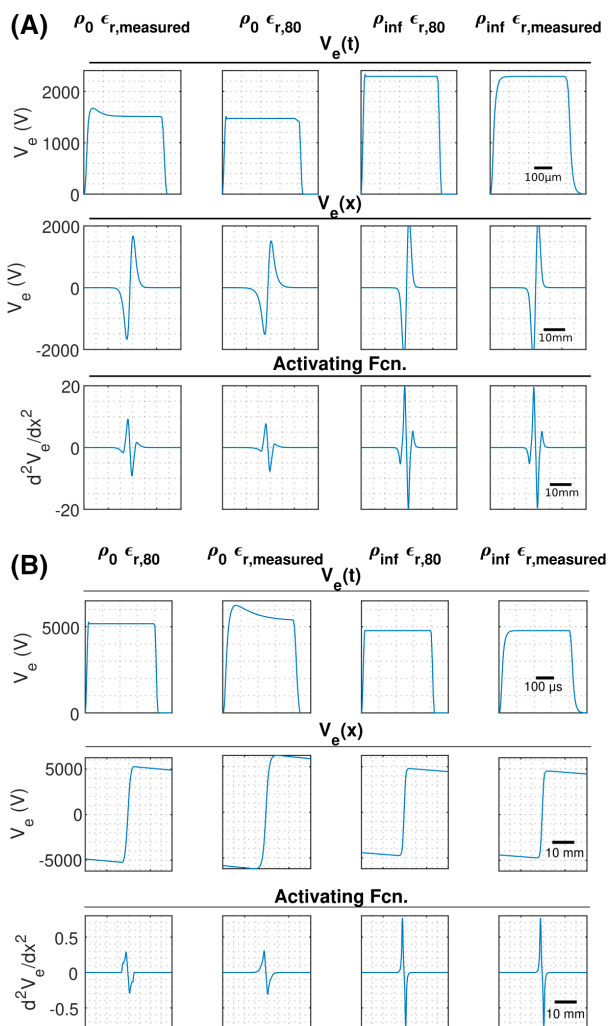 (A)
ρ0 ϵr,measured ρ0 ϵr,80 ρinf ϵr,80 ρinf ϵr,measured
Ve(t)
Ve (V)
2000
1000
0
100μm
Ve(x)
Ve (V)
2000
0
-2000
10mm
Activating Fcn.
d²Ve/dx²
20
0
-20
10mm
(B)
ρ0 ϵr,80 ρ0 ϵr,measured ρinf ϵr,80 ρinf ϵr,measured
Ve(t)
Ve (V)
5000
0
100 μs
Ve(x)
Ve (V)
5000
0
-5000
10 mm
Activating Fcn.
d²Ve/dx²
0.5
0
-0.5
10 mm